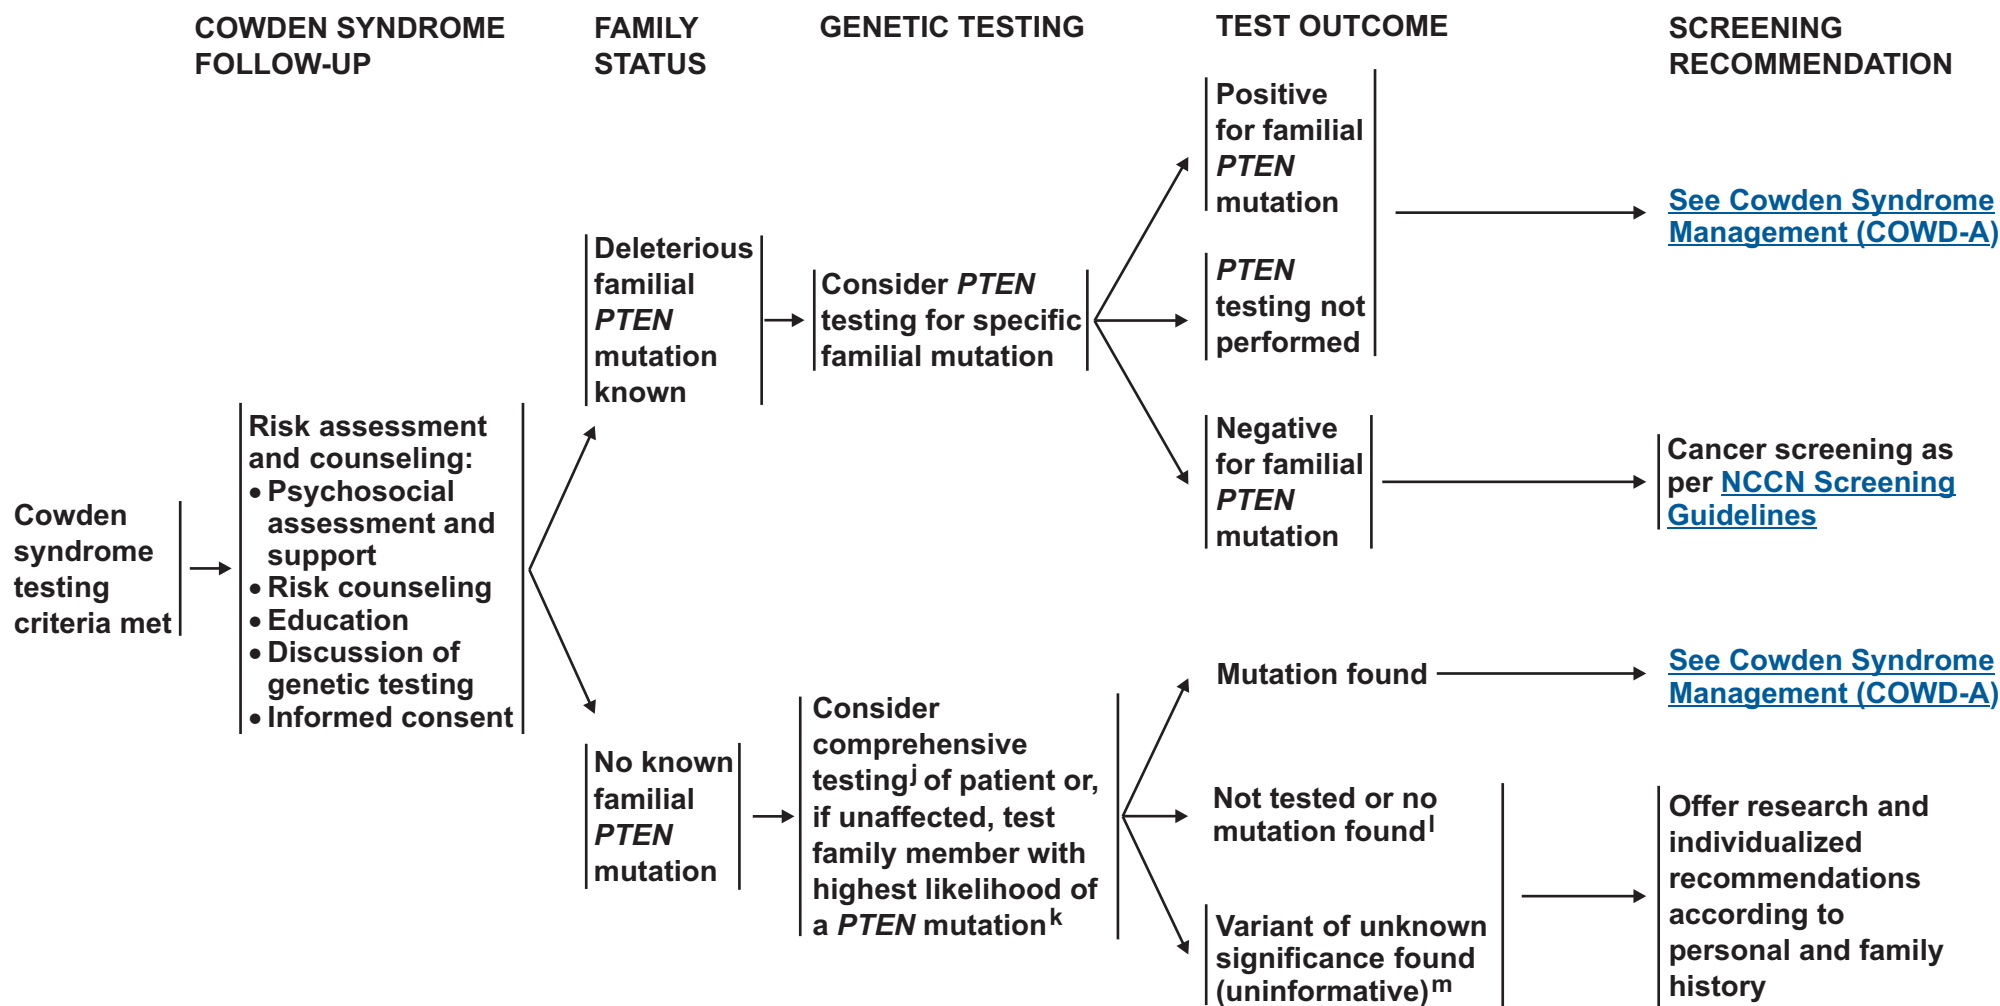 COWDEN SYNDROME
FOLLOW-UP
FAMILY
STATUS
GENETIC TESTING
TEST OUTCOME
SCREENING
RECOMMENDATION
Cowden
syndrome
testing
criteria met
Risk assessment
and counseling:
• Psychosocial
assessment and
support
• Risk counseling
• Education
• Discussion of
genetic testing
• Informed consent
Deleterious
familial
PTEN
mutation
known
Consider PTEN
testing for specific
familial mutation
Positive
for familial
PTEN
mutation
PTEN
testing not
performed
See Cowden Syndrome
Management (COWD-A)
Negative
for familial
PTEN
mutation
Cancer screening as
per NCCN Screening
Guidelines
No known
familial
PTEN
mutation
Consider
comprehensive
testingj of patient or,
if unaffected, test
family member with
highest likelihood of
a PTEN mutationk
Mutation found
See Cowden Syndrome
Management (COWD-A)
Not tested or no
mutation foundl
Variant of unknown
significance found
(uninformative)m
Offer research and
individualized
recommendations
according to
personal and family
history